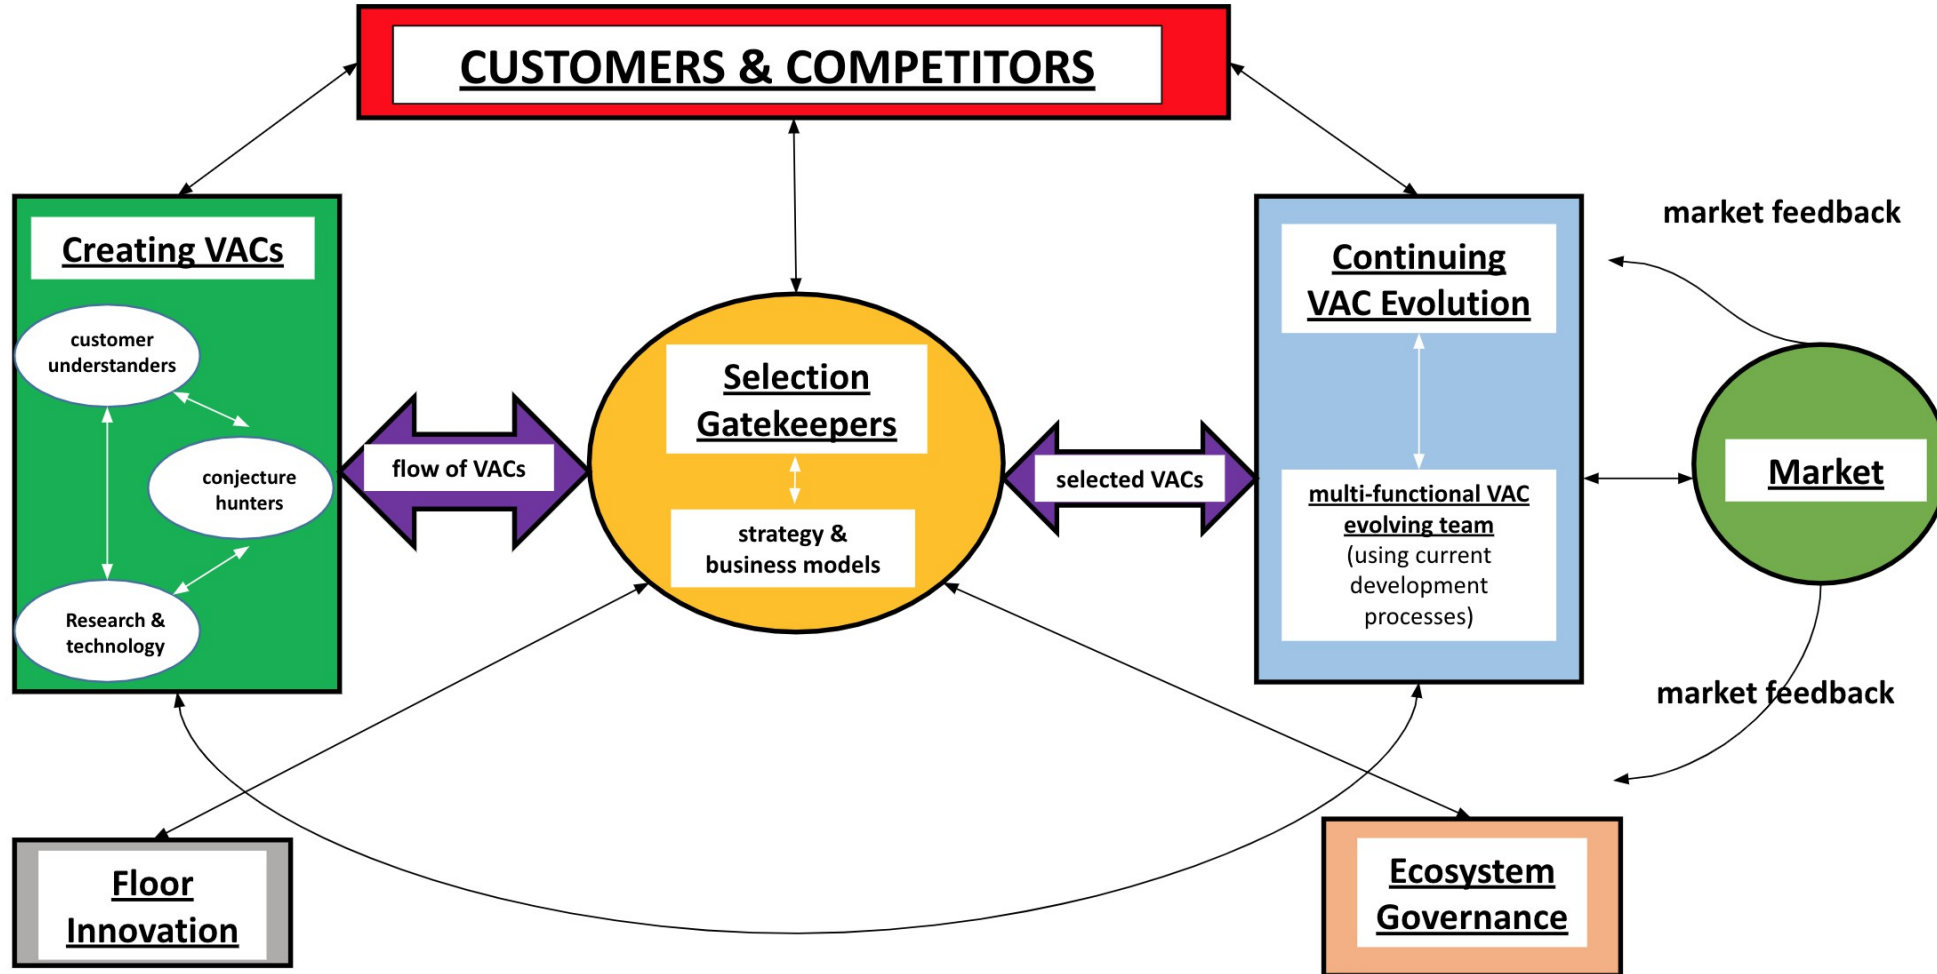 CUSTOMERS & COMPETITORS
Creating VACs
customer
understanders
conjecture
hunters
Research &
technology
flow of VACs
Selection
Gatekeepers
strategy &
business models
selected VACs
Continuing
VAC Evolution
multi-functional VAC
evolving team
(using current
development
processes)
market feedback
Market
market feedback
Floor
Innovation
Ecosystem
Governance